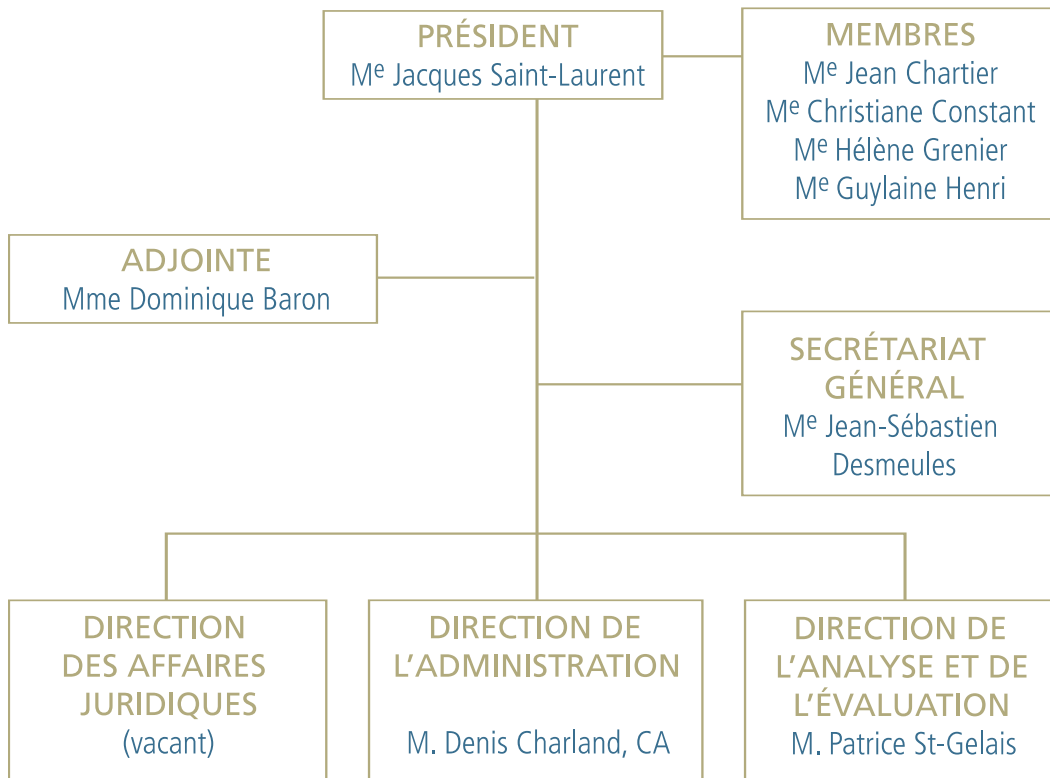 PRÉSIDENT
Me Jacques Saint-Laurent
MEMBRES
Me Jean Chartier
Me Christiane Constant
Me Hélène Grenier
Me Guylaine Henri
ADJOINTE
Mme Dominique Baron
SECRÉTARIAT
GÉNÉRAL
Me Jean-Sébastien
Desmeules
DIRECTION
DES AFFAIRES
JURIDIQUES
(vacant)
DIRECTION DE
L’ADMINISTRATION
M. Denis Charland, CA
DIRECTION DE
L’ANALYSE ET DE
L’ÉVALUATION
M. Patrice St-Gelais